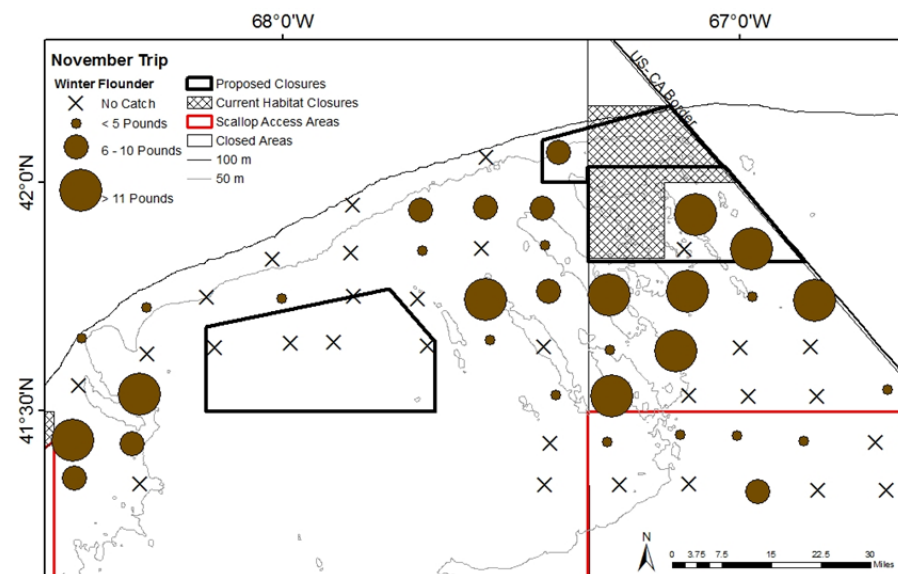 68°0'W
67°0'W
November Trip
Winter Flounder
No Catch
< 5 Pounds
6 - 10 Pounds
> 11 Pounds
Proposed Closures
Current Habitat Closures
Scallop Access Areas
Closed Areas
100 m
50 m
US- CA Border
42°0'N
41°30'N
N
0 3.75 7.5 15 22.5 30
Miles